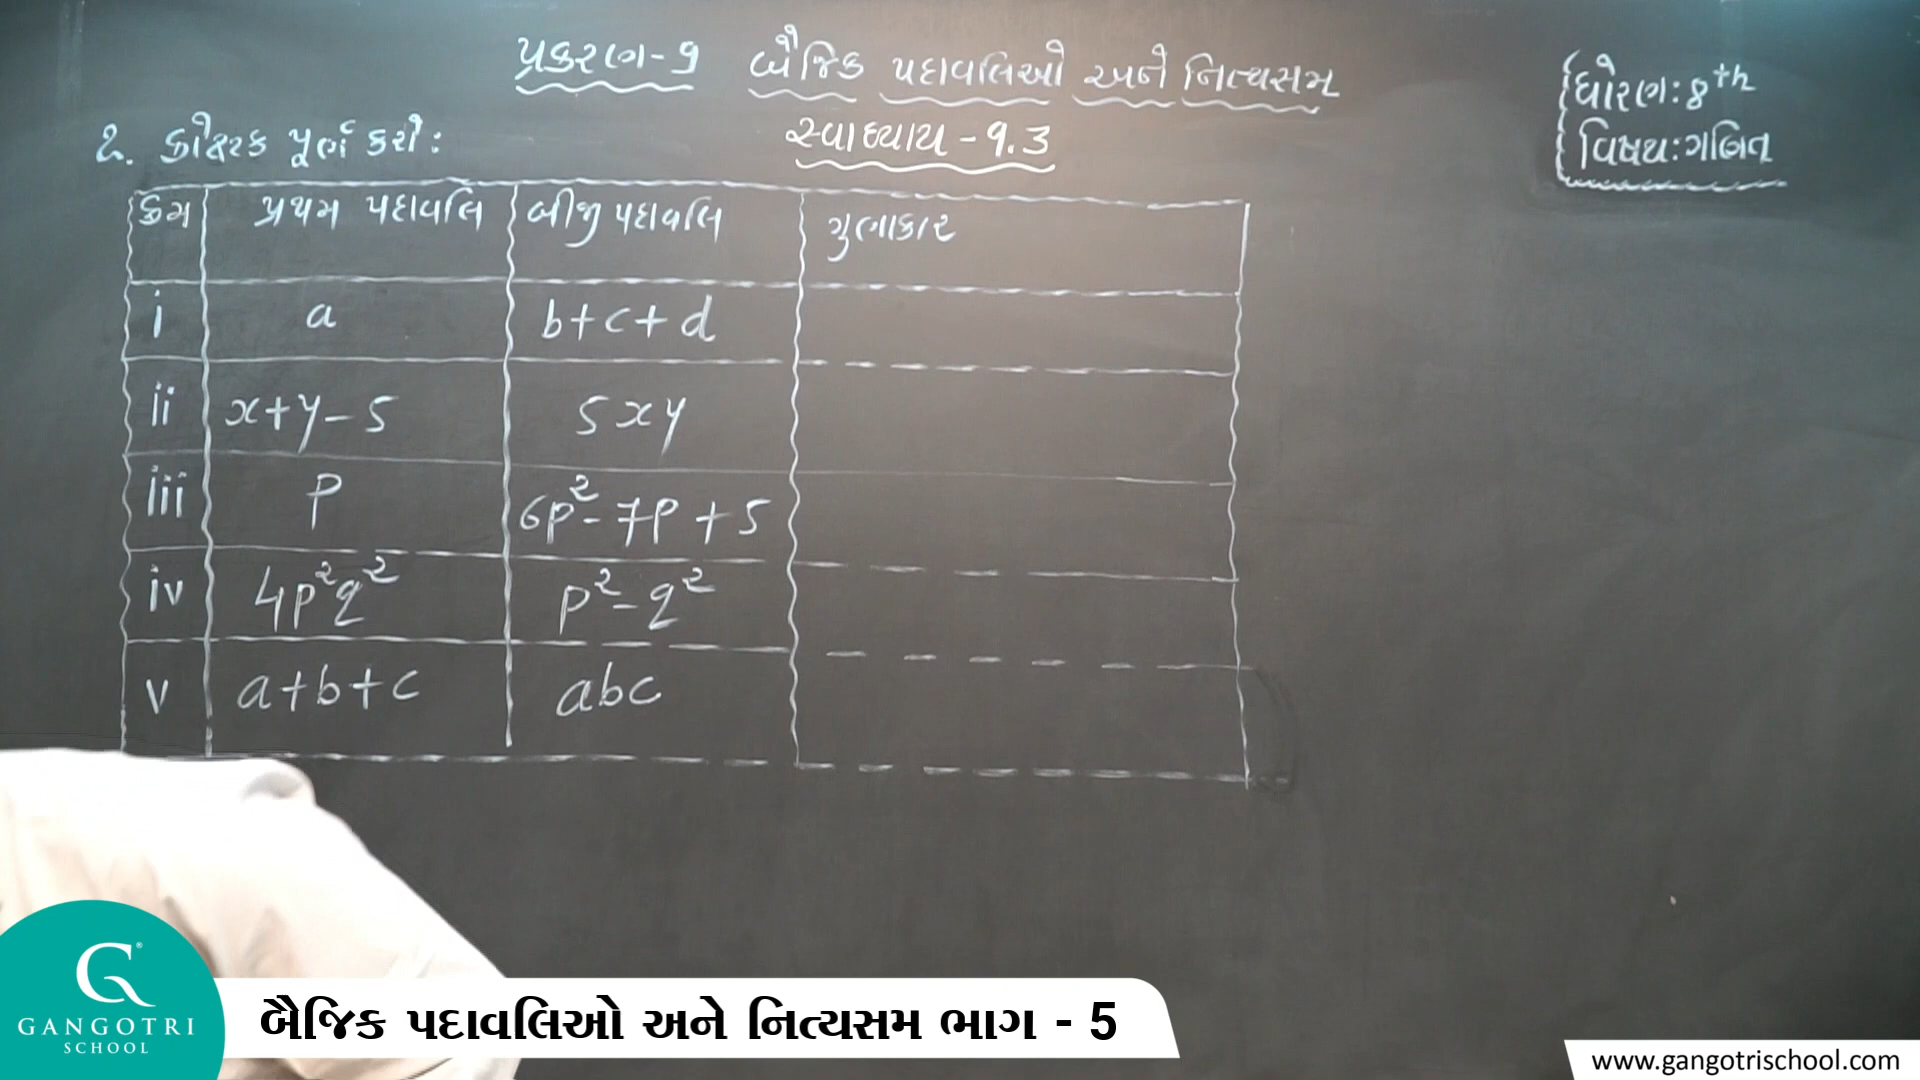 પ્રકરણ-9 બૈજિક પદાવલિઓ અને નિત્યસમ
ધોરણ: 8th
વિષય: ગણિત
સ્વાધ્યાય - 9.3
2. કોષ્ટક પૂર્ણ કરો:
ક્રમ પ્રથમ પદાવલિ બીજી પદાવલિ ગુણાકાર
i a b+c+d
ii x+y-5 5xy
iii p 6p²-7p+5
iv 4p²q² p²-q²
v a+b+c abc
G®
GANGOTRI
SCHOOL
બૈજિક પદાવલિઓ અને નિત્યસમ ભાગ - 5
www.gangotrischool.com